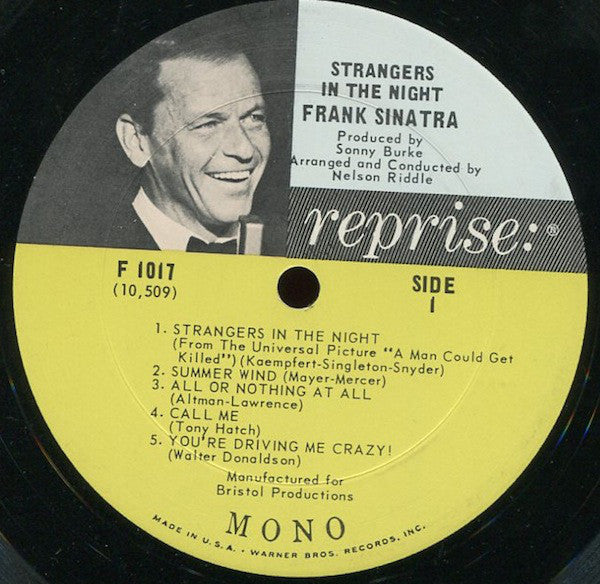 STRANGERS
IN THE NIGHT
FRANK SINATRA
Produced by
Sonny Burke
Arranged and Conducted by
Nelson Riddle
reprise:®
F 1017
(10,509)
SIDE
1
1. STRANGERS IN THE NIGHT
(From The Universal Picture "A Man Could Get
Killed") (Kaempfert-Singleton-Snyder)
2. SUMMER WIND (Mayer-Mercer)
3. ALL OR NOTHING AT ALL
(Altman-Lawrence)
4. CALL ME
(Tony Hatch)
5. YOU'RE DRIVING ME CRAZY!
(Walter Donaldson)
Manufactured for
Bristol Productions
MONO
MADE IN U.S.A. • WARNER BROS. RECORDS, INC.